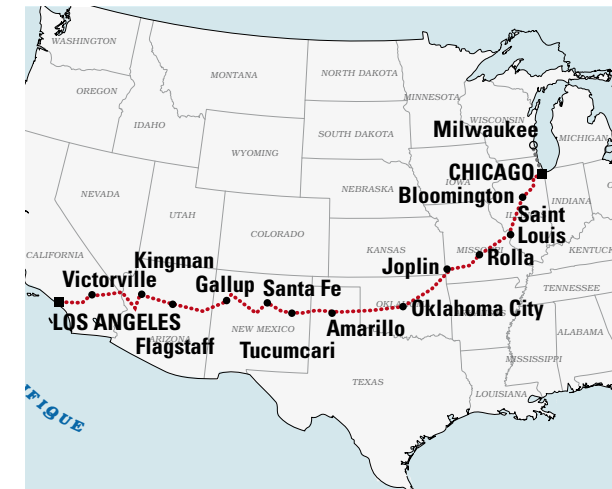 WASHINGTON
MONTANA
NORTH DAKOTA
MINNESOTA
OREGON
IDAHO
WISCONSIN
SOUTH DAKOTA
Milwaukee
MICHIGAN
WYOMING
CHICAGO
IOWA
NEBRASKA
Bloomington
NEVADA
INDIANA
UTAH
Saint
Louis
COLORADO
KANSAS
CALIFORNIA
Kingman
Joplin
Rolla
Victorville
Gallup
Santa Fe
TENNESSEE
Oklahoma City
LOS ANGELES
Amarillo
NEW MEXICO
ARIZONA
Flagstaff
Tucumcari
ALABAMA
MISSISSIPPI
TEXAS
LOUISIANA
IFIQUE